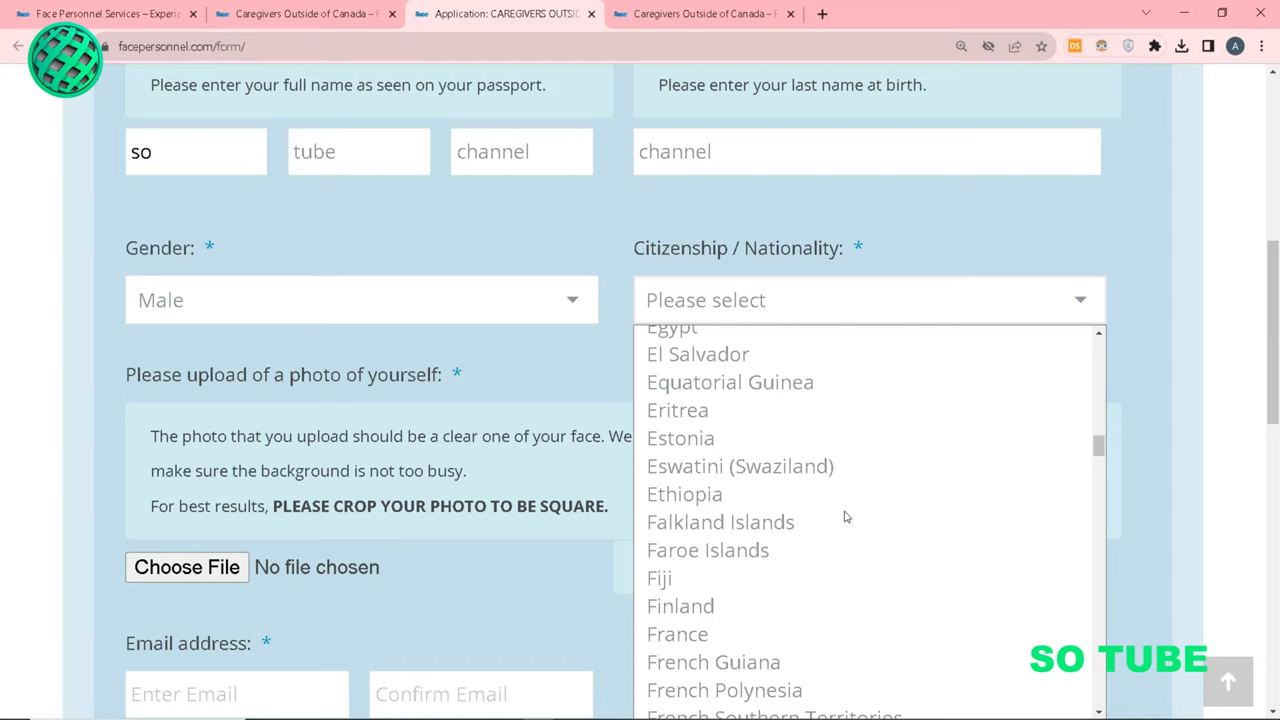 Face Personnel Services – Experie
Caregivers Outside of Canada – F
Application: CAREGIVERS OUTSID
Caregivers Outside of Canada – F
facepersonnel.com/form/
DS
A
Please enter your full name as seen on your passport.
Please enter your last name at birth.
so
tube
channel
channel
Gender: *
Citizenship / Nationality: *
Male
Please select
Egypt
El Salvador
Equatorial Guinea
Eritrea
Estonia
Eswatini (Swaziland)
Ethiopia
Falkland Islands
Faroe Islands
Fiji
Finland
France
French Guiana
French Polynesia
French Southern Territories
Please upload of a photo of yourself: *
The photo that you upload should be a clear one of your face. We
make sure the background is not too busy.
For best results, PLEASE CROP YOUR PHOTO TO BE SQUARE.
Choose File No file chosen
Email address: *
Enter Email
Confirm Email
SO TUBE